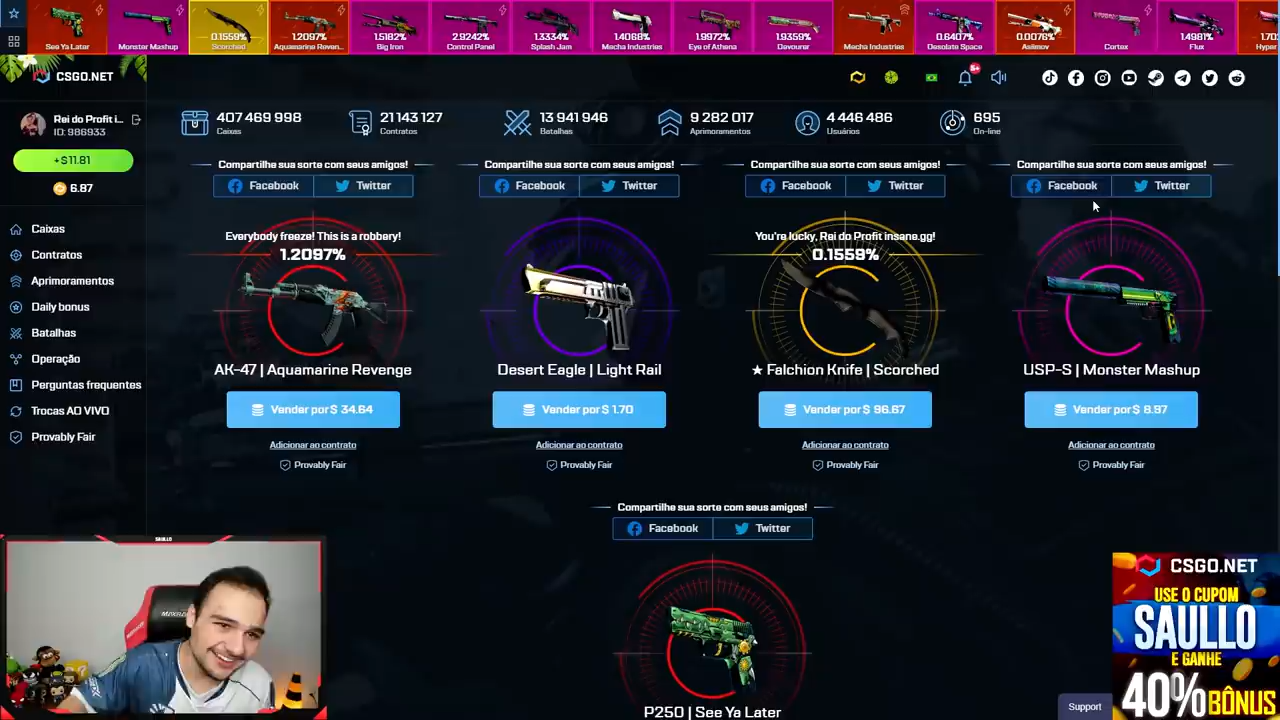 1.5182%
2.9242%
1.3334%
1.4068%
1.9972%
1.9359%
0.6407%
0.0076%
1.4981%
0.1559%
1.2097%
See Ya Later
Monster Mashup
Scorched
Aquamarine Reven...
Big Iron
Control Panel
Splash Jam
Mecha Industries
Eye of Athena
Devourer
Mecha Industries
Desolate Space
Asiimov
Cortex
Flux
CSGO.NET
5+
Rei do Profit i...
ID: 986933
+$11.81
6.87
407 469 998
Caixas
21 143 127
Contratos
13 941 946
Batalhas
9 282 017
Aprimoramentos
4 446 486
Usuários
695
On-line
Caixas
Contratos
Aprimoramentos
Daily bonus
Batalhas
Operação
Perguntas frequentes
Trocas AO VIVO
Provably Fair
Compartilhe sua sorte com seus amigos!
Facebook
Twitter
Everybody freeze! This is a robbery!
1.2097%
AK-47 | Aquamarine Revenge
Vender por $ 34.64
Adicionar ao contrato
Provably Fair
Compartilhe sua sorte com seus amigos!
Facebook
Twitter
Desert Eagle | Light Rail
Vender por $ 1.70
Adicionar ao contrato
Provably Fair
Compartilhe sua sorte com seus amigos!
Facebook
Twitter
You're lucky, Rei do Profit insane.gg!
0.1559%
★ Falchion Knife | Scorched
Vender por $ 96.67
Adicionar ao contrato
Provably Fair
Compartilhe sua sorte com seus amigos!
Facebook
Twitter
USP-S | Monster Mashup
Vender por $ 8.97
Adicionar ao contrato
Provably Fair
Compartilhe sua sorte com seus amigos!
Facebook
Twitter
P250 | See Ya Later
SAULLO
CSGO.NET
USE O CUPOM
SAULLO
E GANHE
40% BÔNUS
Support